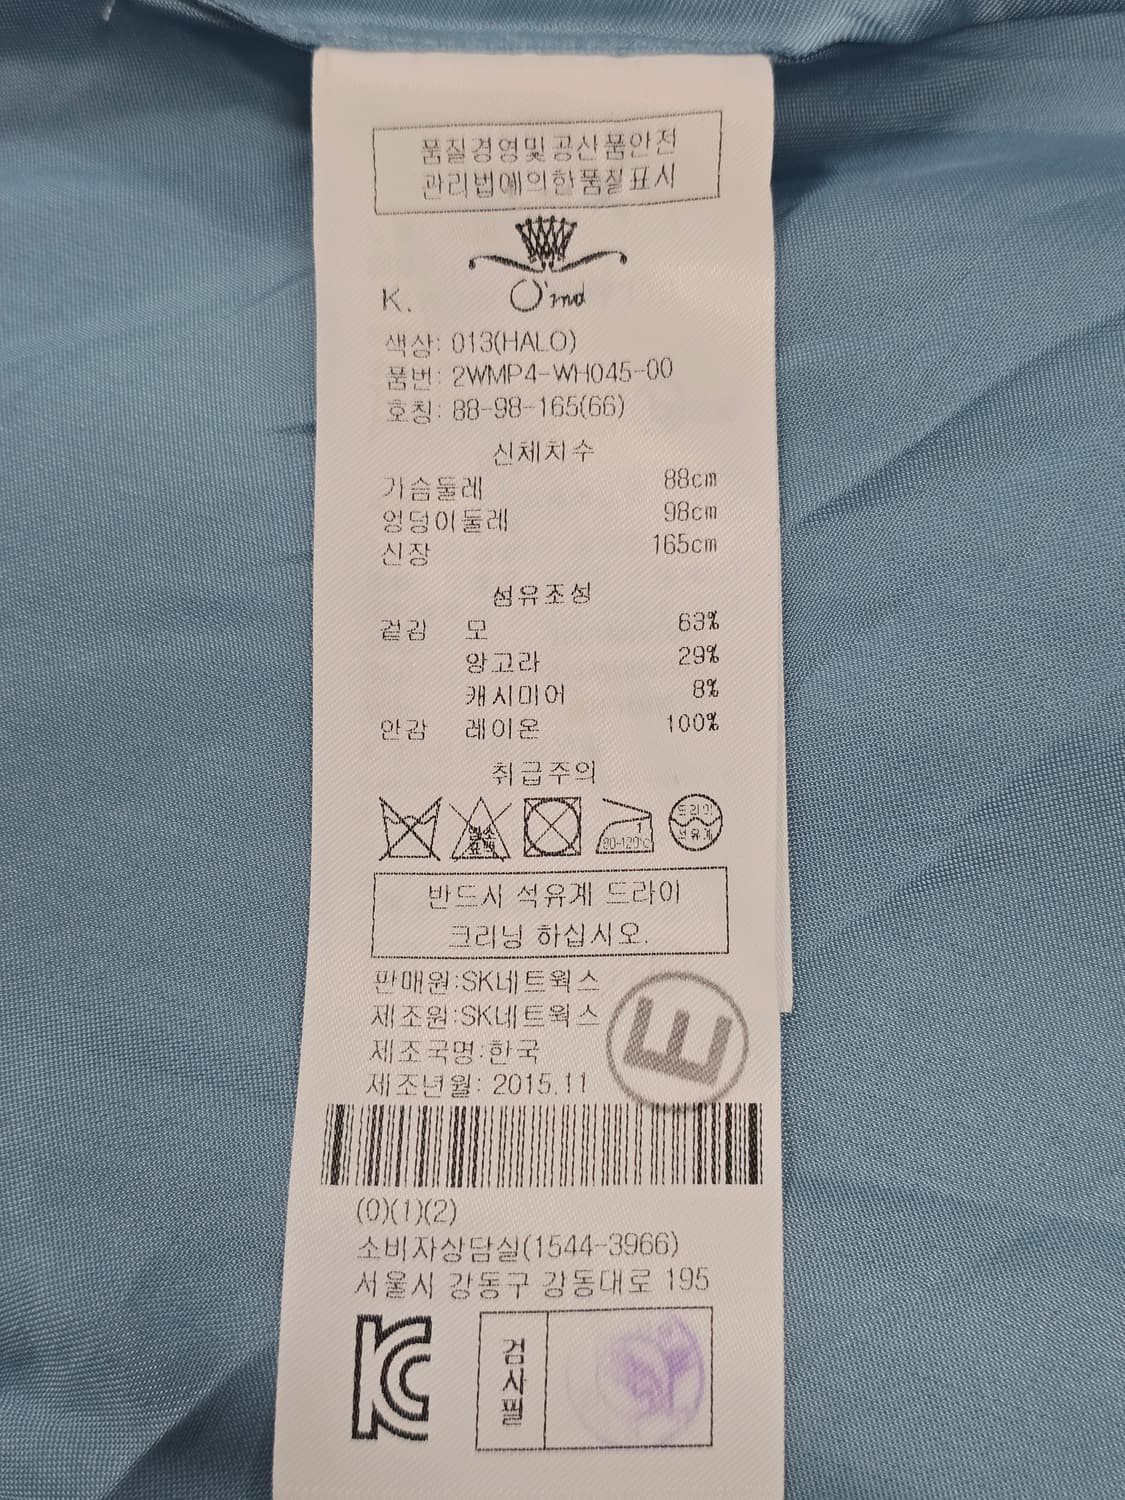 품질경영및공산품안전
관리법에의한품질표시
O'2nd
K.
색상: 013(HALO)
품번: 2WMP4-WH045-00
호칭: 88-98-165(66)
신체치수
가슴둘레 88cm
엉덩이둘레 98cm
신장 165cm
섬유조성
겉감 모 63%
앙고라 29%
캐시미어 8%
안감 레이온 100%
취급주의
염소
표백
1
80-120℃
드라이
석유계
반드시 석유계 드라이
크리닝 하십시오.
판매원:SK네트웍스
제조원:SK네트웍스
제조국명:한국
제조년월: 2015.11
E
(0)(1)(2)
소비자상담실(1544-3966)
서울시 강동구 강동대로 195
KC
검사필